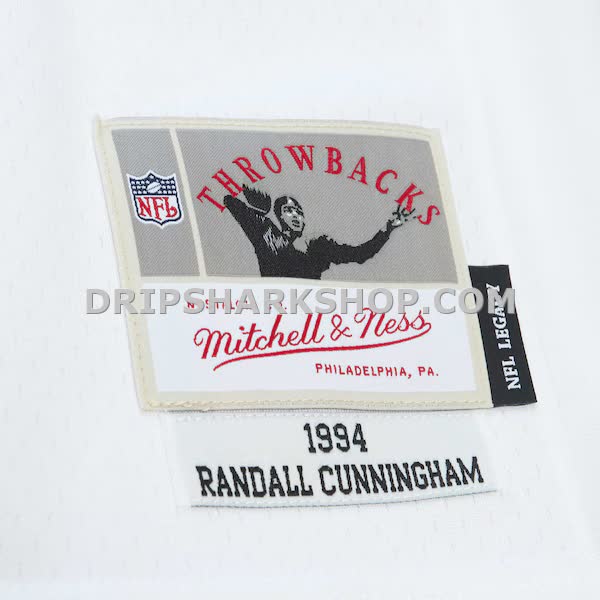 THROWBACKS
NFL
DRIPSHARKSHOP.COM
Mitchell & Ness
PHILADELPHIA, PA.
NFL LEGACY
1994
RANDALL CUNNINGHAM